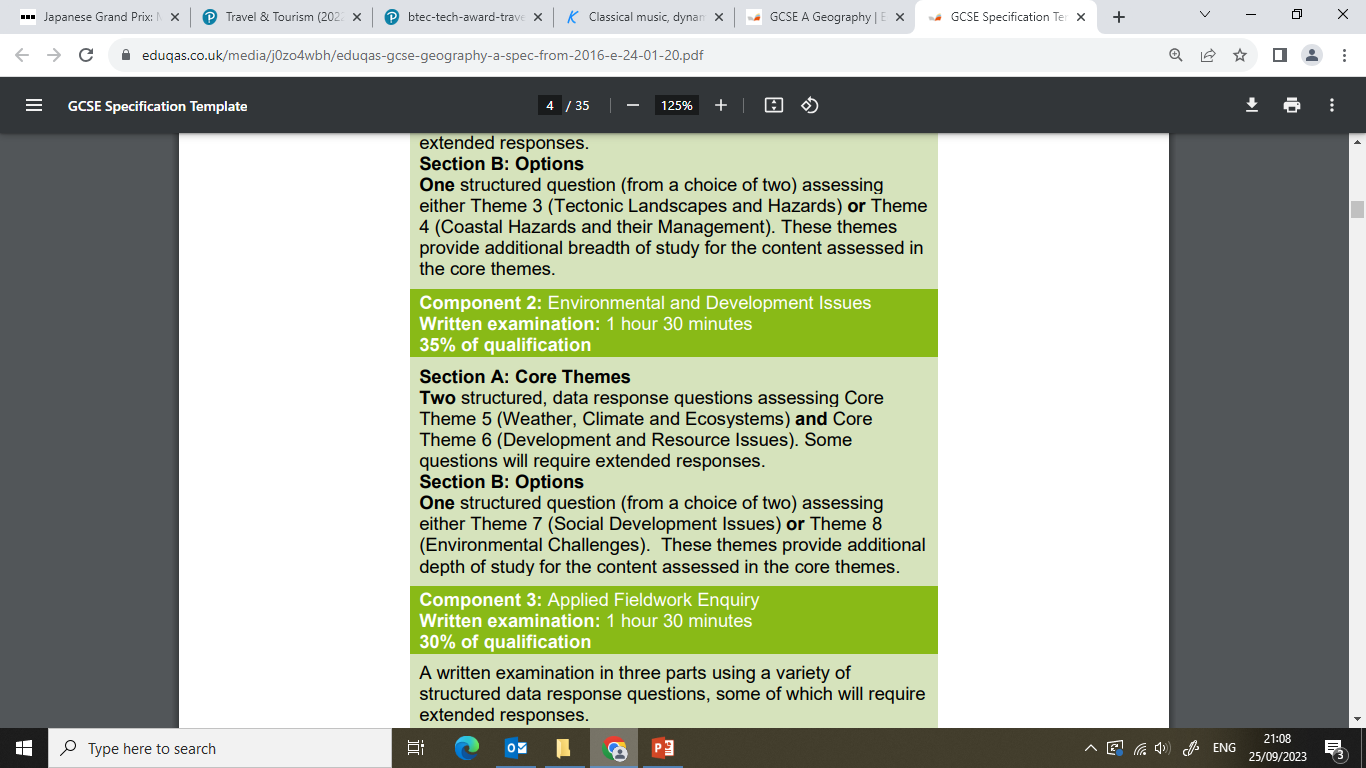 Japanese Grand Prix: M
Travel & Tourism (2022
btec-tech-award-trave
Classical music, dynam
GCSE A Geography | E
GCSE Specification Te
eduqas.co.uk/media/j0zo4wbh/eduqas-gcse-geography-a-spec-from-2016-e-24-01-20.pdf
GCSE Specification Template
4 / 35
125%
extended responses.
Section B: Options
One structured question (from a choice of two) assessing
either Theme 3 (Tectonic Landscapes and Hazards) or Theme
4 (Coastal Hazards and their Management). These themes
provide additional breadth of study for the content assessed in
the core themes.
Component 2: Environmental and Development Issues
Written examination: 1 hour 30 minutes
35% of qualification
Section A: Core Themes
Two structured, data response questions assessing Core
Theme 5 (Weather, Climate and Ecosystems) and Core
Theme 6 (Development and Resource Issues). Some
questions will require extended responses.
Section B: Options
One structured question (from a choice of two) assessing
either Theme 7 (Social Development Issues) or Theme 8
(Environmental Challenges). These themes provide additional
depth of study for the content assessed in the core themes.
Component 3: Applied Fieldwork Enquiry
Written examination: 1 hour 30 minutes
30% of qualification
A written examination in three parts using a variety of
structured data response questions, some of which will require
extended responses.
Type here to search
ENG
21:08
25/09/2023
3